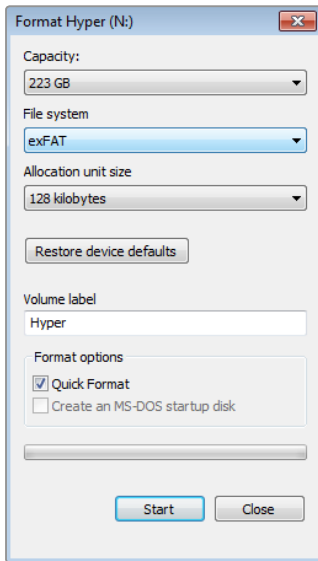 Format Hyper (N:)
Capacity:
223 GB
File system
exFAT
Allocation unit size
128 kilobytes
Restore device defaults
Volume label
Hyper
Format options
Quick Format
Create an MS-DOS startup disk
Start
Close